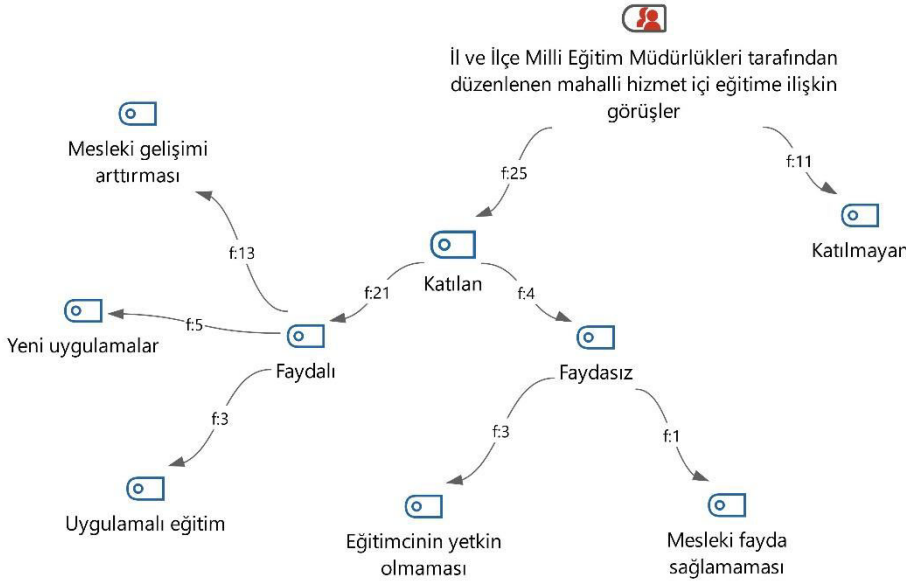 İl ve İlçe Milli Eğitim Müdürlükleri tarafından
düzenlenen mahalli hizmet içi eğitime ilişkin
görüşler
f:25
f:11
Katılan
Katılmayan
f:21
f:4
Faydalı
Faydasız
f:13
f:5
f:3
Mesleki gelişimi
arttırması
Yeni uygulamalar
Uygulamalı eğitim
f:3
f:1
Eğitimcinin yetkin
olmaması
Mesleki fayda
sağlamaması